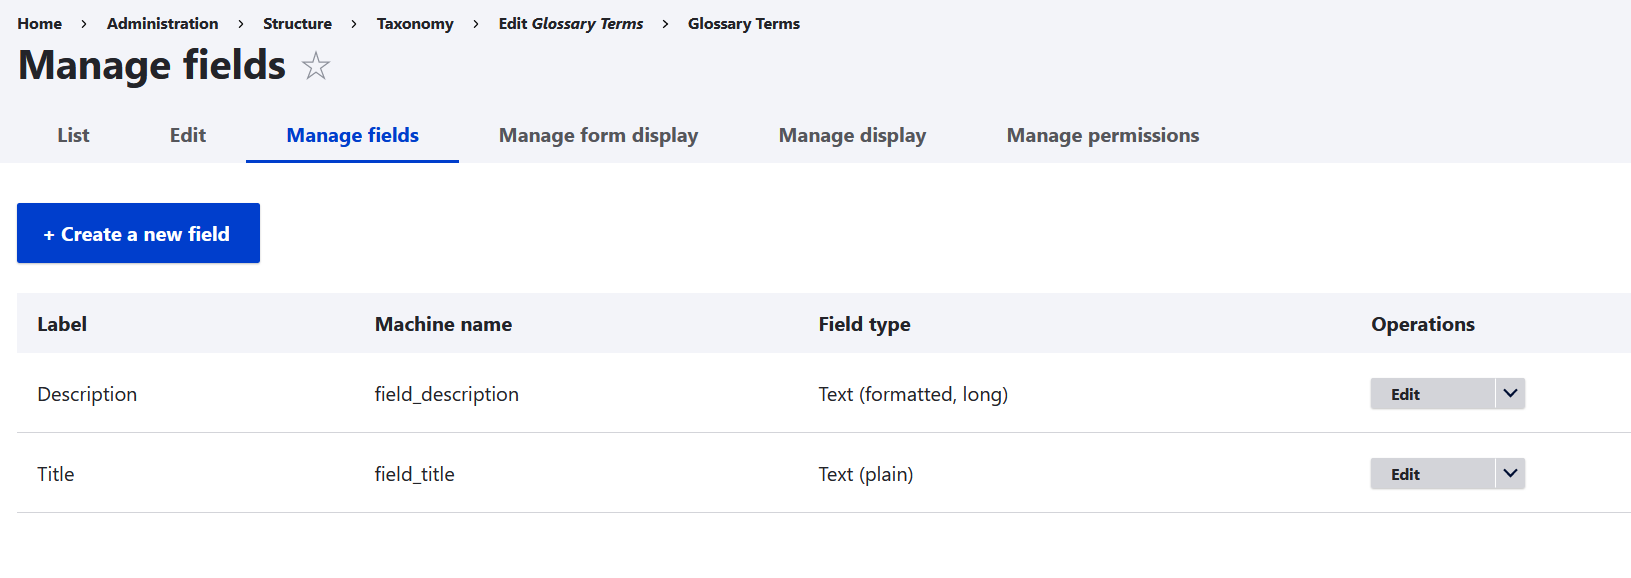 Home > Administration > Structure > Taxonomy > Edit Glossary Terms > Glossary Terms
Manage fields
List Edit Manage fields Manage form display Manage display Manage permissions
+ Create a new field
Label Machine name Field type Operations
Description field_description Text (formatted, long) Edit
Title field_title Text (plain) Edit